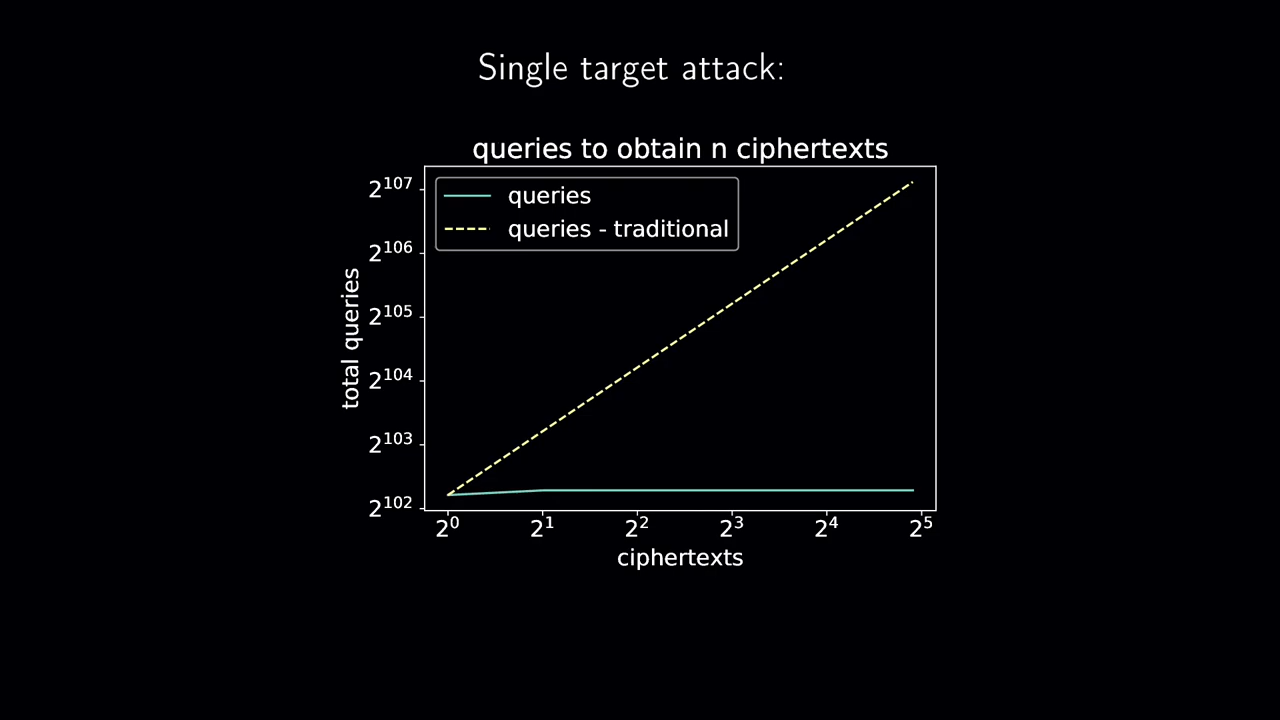 Single target attack:
queries to obtain n ciphertexts
queries
queries - traditional
total queries
2^107
2^106
2^105
2^104
2^103
2^102
2^0 2^1 2^2 2^3 2^4 2^5
ciphertexts